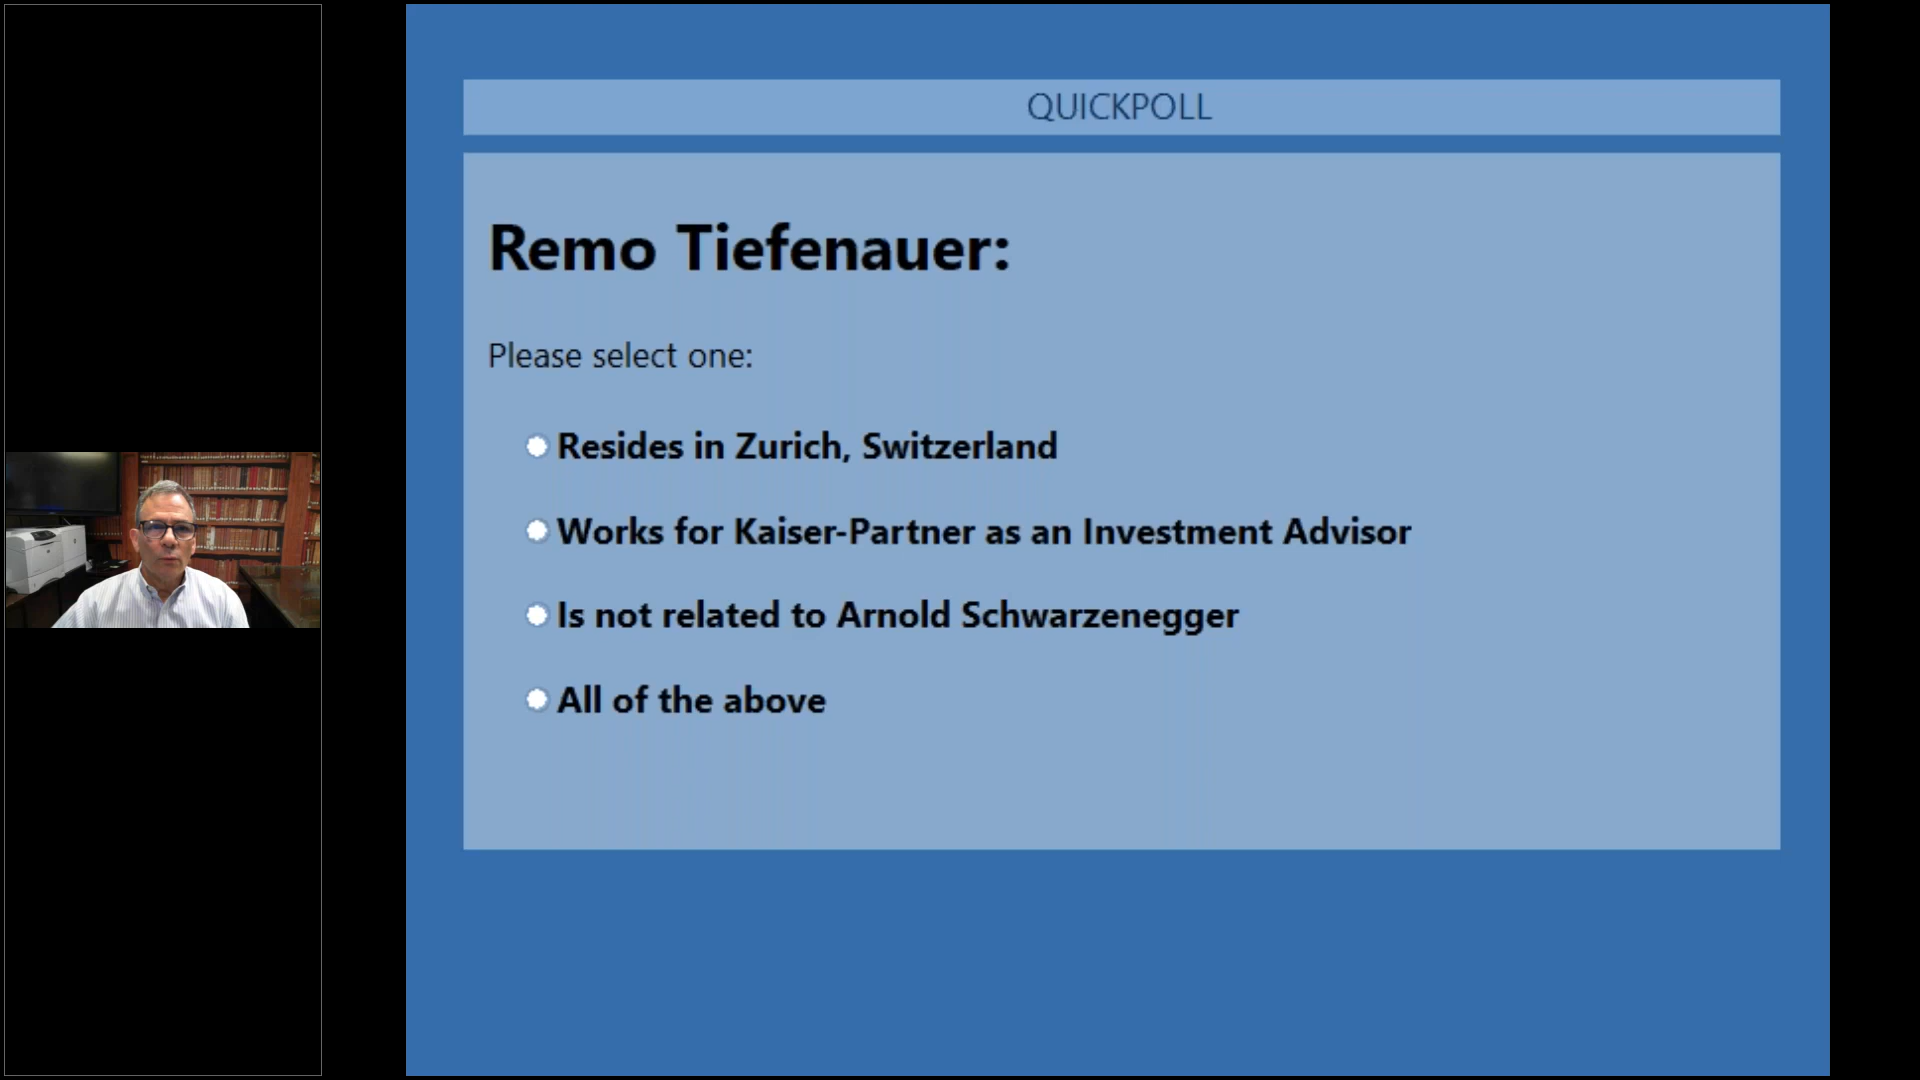 QUICKPOLL
Remo Tiefenauer:
Please select one:
Resides in Zurich, Switzerland
Works for Kaiser-Partner as an Investment Advisor
Is not related to Arnold Schwarzenegger
All of the above